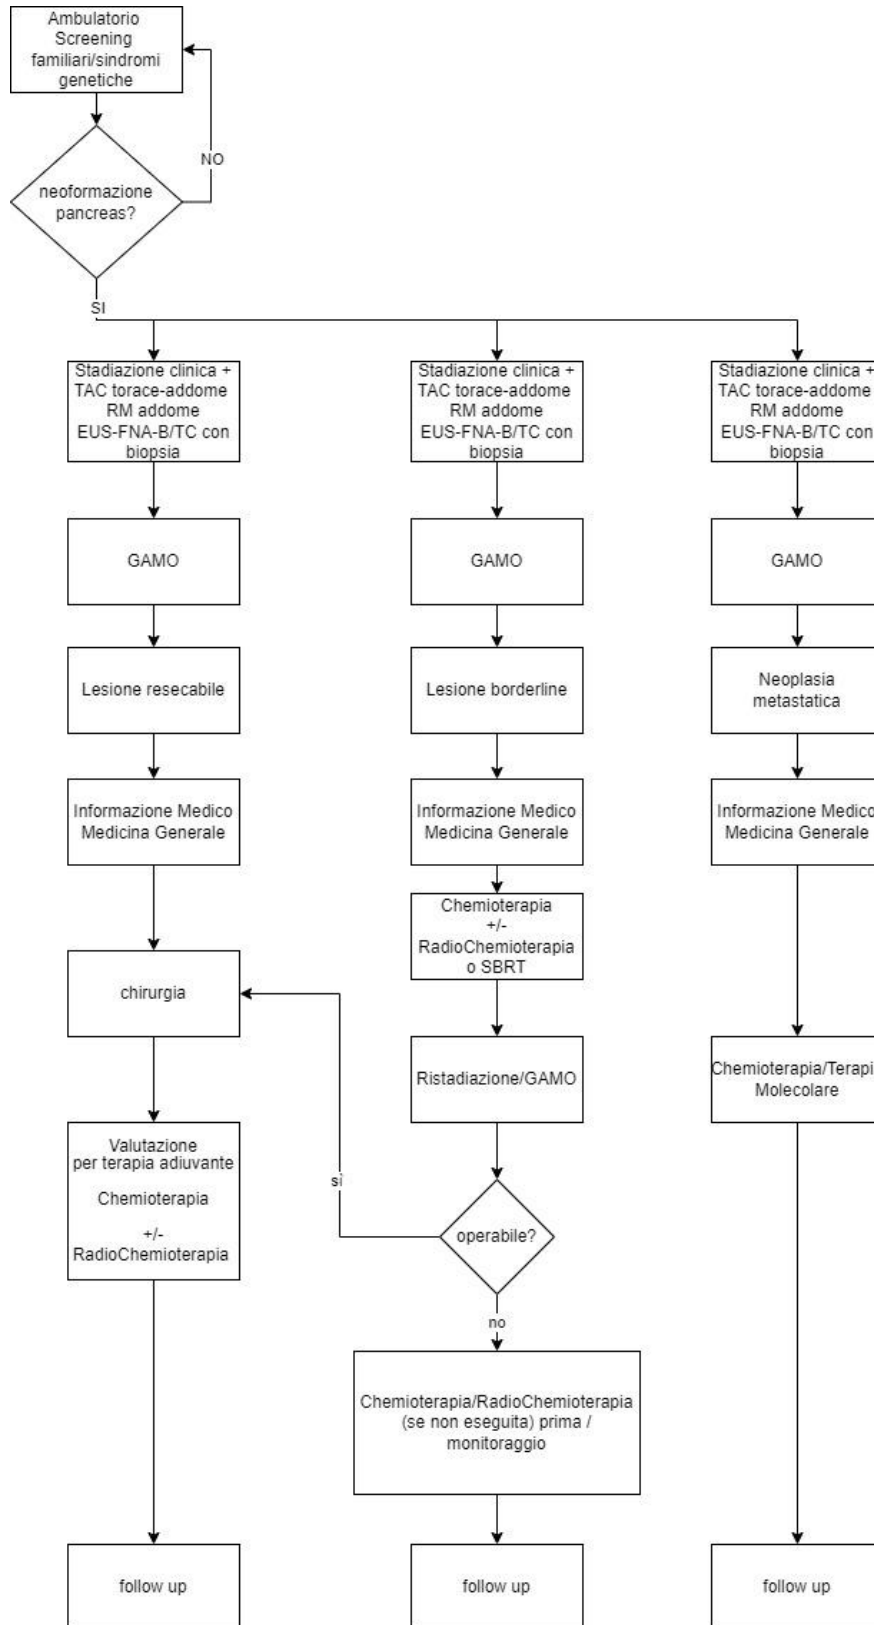 Ambulatorio
Screening
familiari/sindromi
genetiche
NO
neoformazione
pancreas?
SI
Stadiazione clinica +
TAC torace-addome
RM addome
EUS-FNA-B/TC con
biopsia
Stadiazione clinica +
TAC torace-addome
RM addome
EUS-FNA-B/TC con
biopsia
Stadiazione clinica +
TAC torace-addome
RM addome
EUS-FNA-B/TC con
biopsia
GAMO
GAMO
GAMO
Lesione resecabile
Lesione borderline
Neoplasia
metastatica
Informazione Medico
Medicina Generale
Informazione Medico
Medicina Generale
Informazione Medico
Medicina Generale
Chemioterapia
+/-
RadioChemioterapia
o SBRT
chirurgia
Ristadiazione/GAMO
Chemioterapia/Terapi
Molecolare
Valutazione
per terapia adiuvante
Chemioterapia
+/-
RadioChemioterapia
sì
operabile?
no
Chemioterapia/RadioChemioterapia
(se non eseguita) prima /
monitoraggio
follow up
follow up
follow up